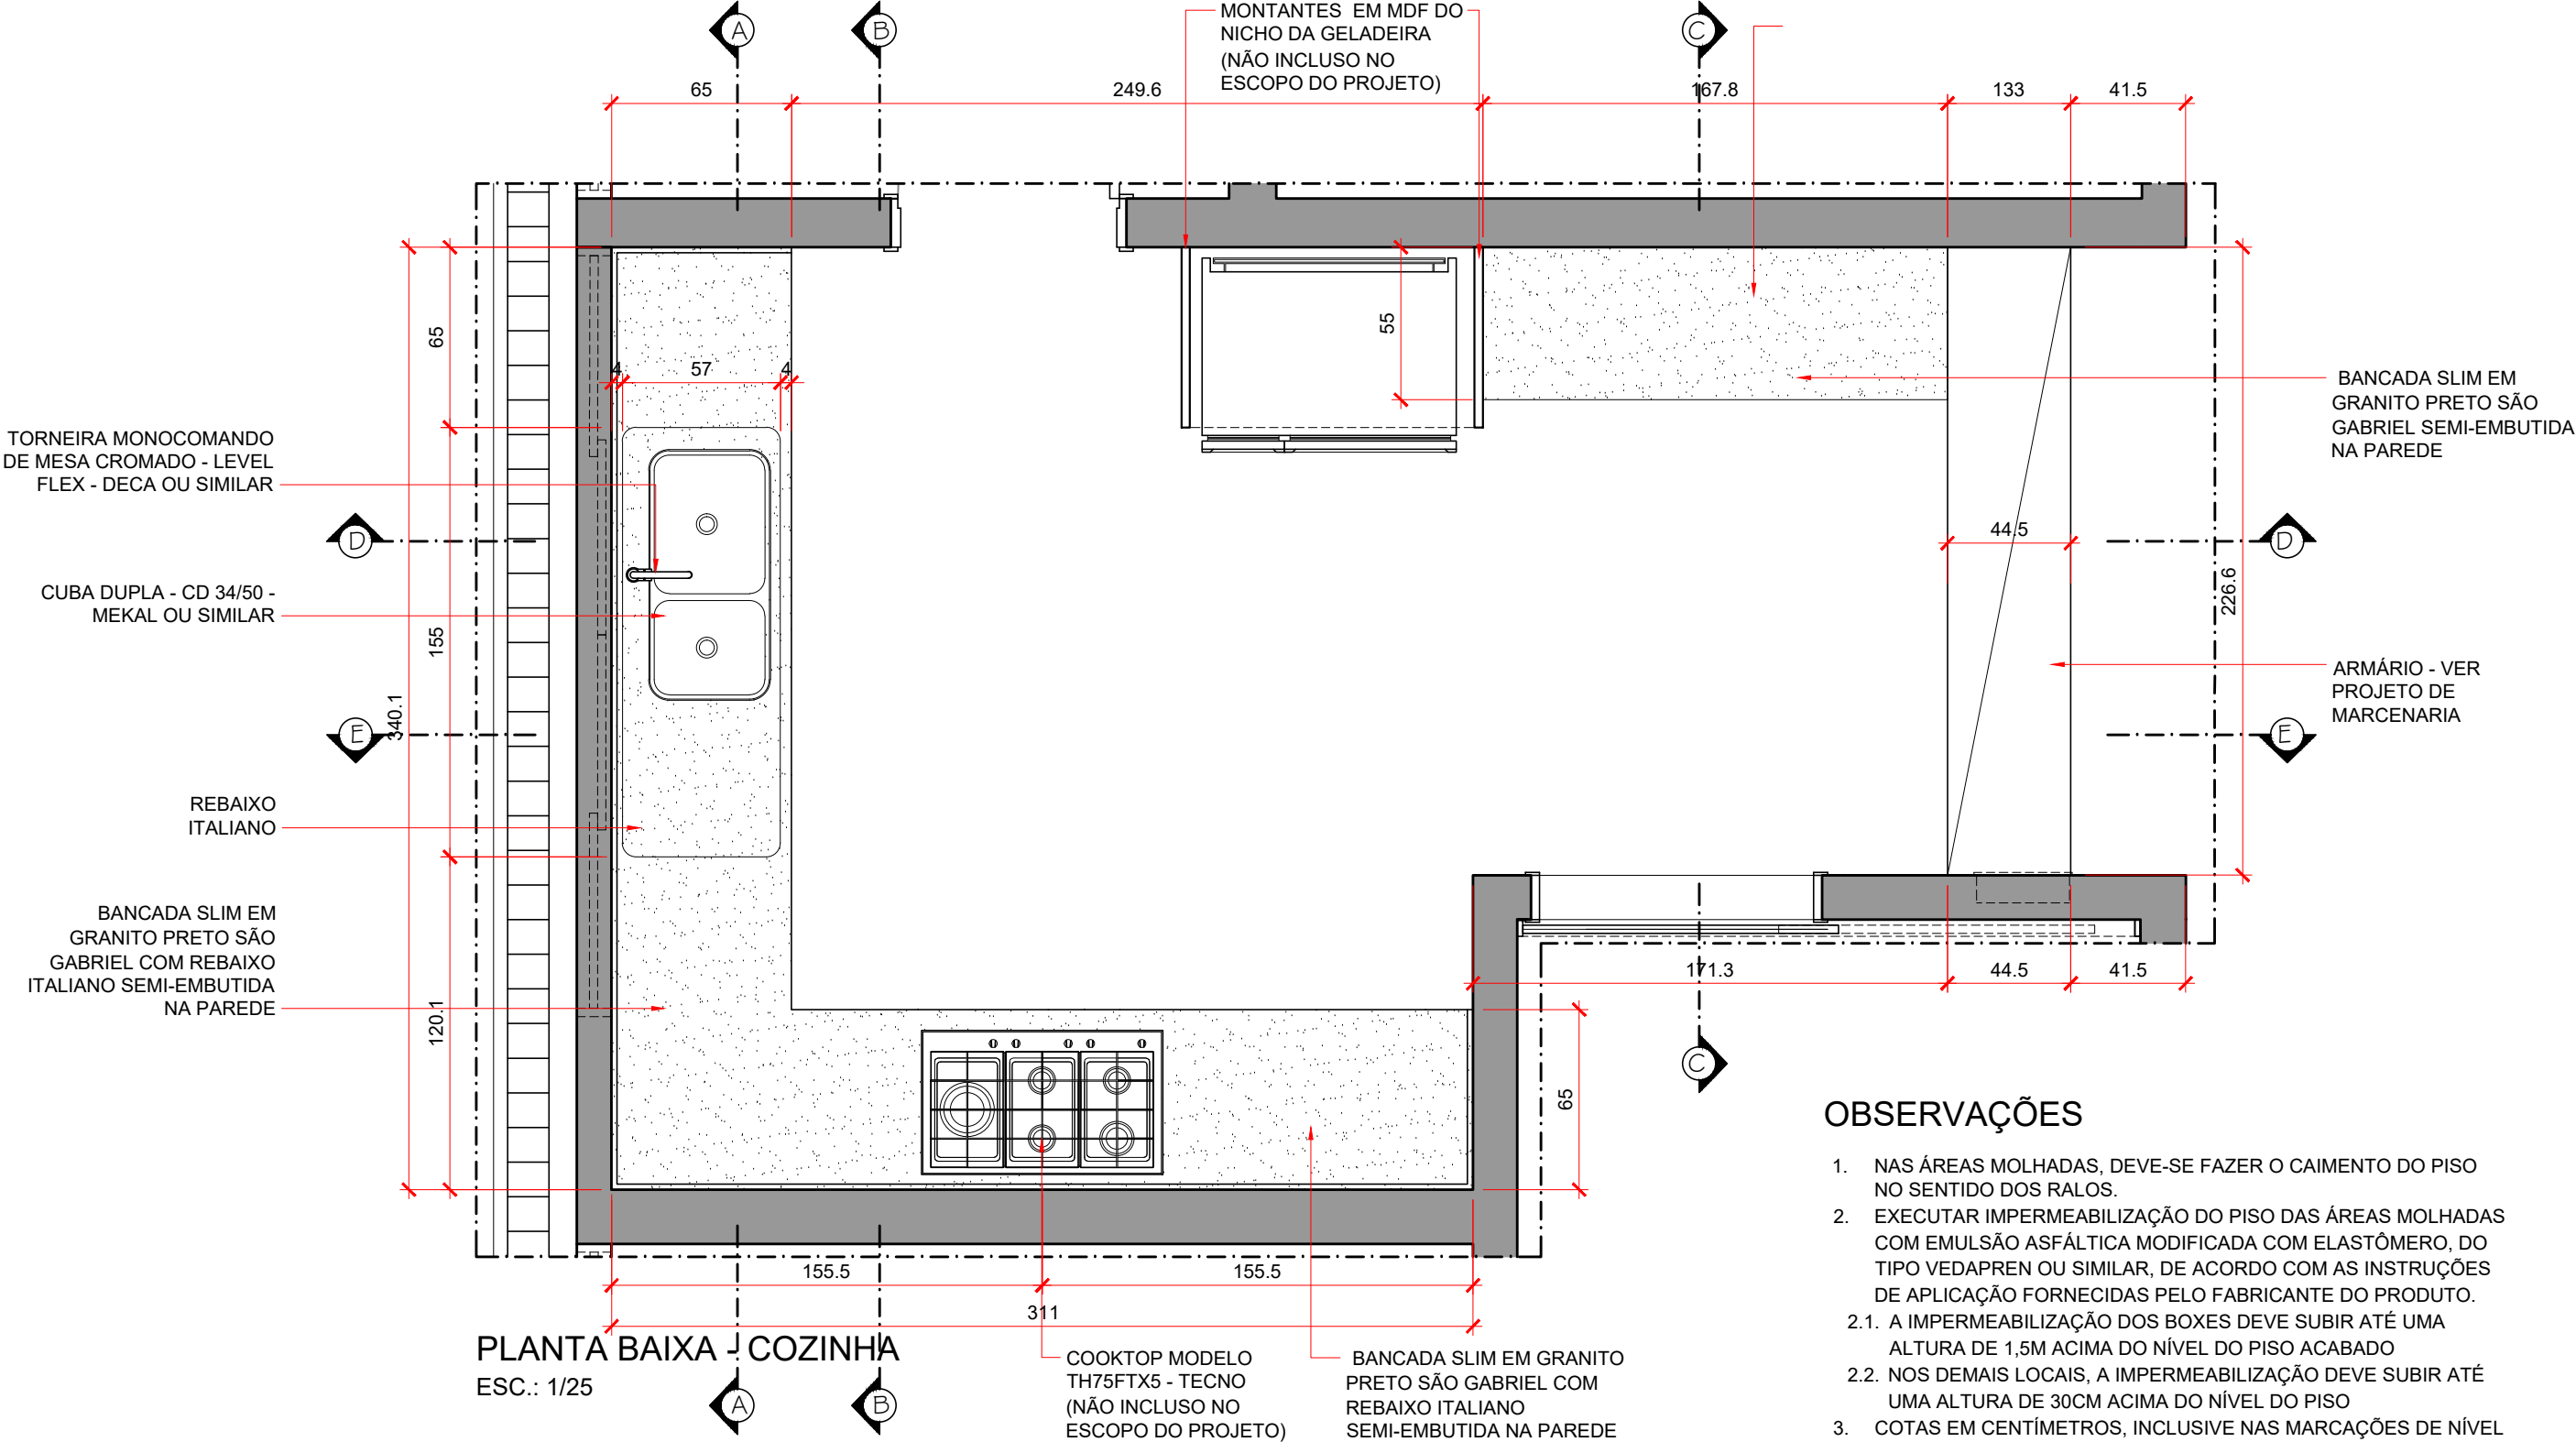 A
B
MONTANTES EM MDF DO
NICHO DA GELADEIRA
(NÃO INCLUSO NO
ESCOPO DO PROJETO)
C
65
249.6
167.8
133
41.5
65
55
4
57
4
BANCADA SLIM EM
GRANITO PRETO SÃO
GABRIEL SEMI-EMBUTIDA
NA PAREDE
TORNEIRA MONOCOMANDO
DE MESA CROMADO - LEVEL
FLEX - DECA OU SIMILAR
D
44.5
D
226.6
CUBA DUPLA - CD 34/50 -
MEKAL OU SIMILAR
155
340.1
ARMÁRIO - VER
PROJETO DE
MARCENARIA
E
E
REBAIXO
ITALIANO
BANCADA SLIM EM
GRANITO PRETO SÃO
GABRIEL COM REBAIXO
ITALIANO SEMI-EMBUTIDA
NA PAREDE
120.1
171.3
44.5
41.5
C
65
155.5
155.5
311
PLANTA BAIXA - COZINHA
ESC.: 1/25
A
B
COOKTOP MODELO
TH75FTX5 - TECNO
(NÃO INCLUSO NO
ESCOPO DO PROJETO)
BANCADA SLIM EM GRANITO
PRETO SÃO GABRIEL COM
REBAIXO ITALIANO
SEMI-EMBUTIDA NA PAREDE
OBSERVAÇÕES
1. NAS ÁREAS MOLHADAS, DEVE-SE FAZER O CAIMENTO DO PISO
NO SENTIDO DOS RALOS.
2. EXECUTAR IMPERMEABILIZAÇÃO DO PISO DAS ÁREAS MOLHADAS
COM EMULSÃO ASFÁLTICA MODIFICADA COM ELASTÔMERO, DO
TIPO VEDAPREN OU SIMILAR, DE ACORDO COM AS INSTRUÇÕES
DE APLICAÇÃO FORNECIDAS PELO FABRICANTE DO PRODUTO.
2.1. A IMPERMEABILIZAÇÃO DOS BOXES DEVE SUBIR ATÉ UMA
ALTURA DE 1,5M ACIMA DO NÍVEL DO PISO ACABADO
2.2. NOS DEMAIS LOCAIS, A IMPERMEABILIZAÇÃO DEVE SUBIR ATÉ
UMA ALTURA DE 30CM ACIMA DO NÍVEL DO PISO
3. COTAS EM CENTÍMETROS, INCLUSIVE NAS MARCAÇÕES DE NÍVEL